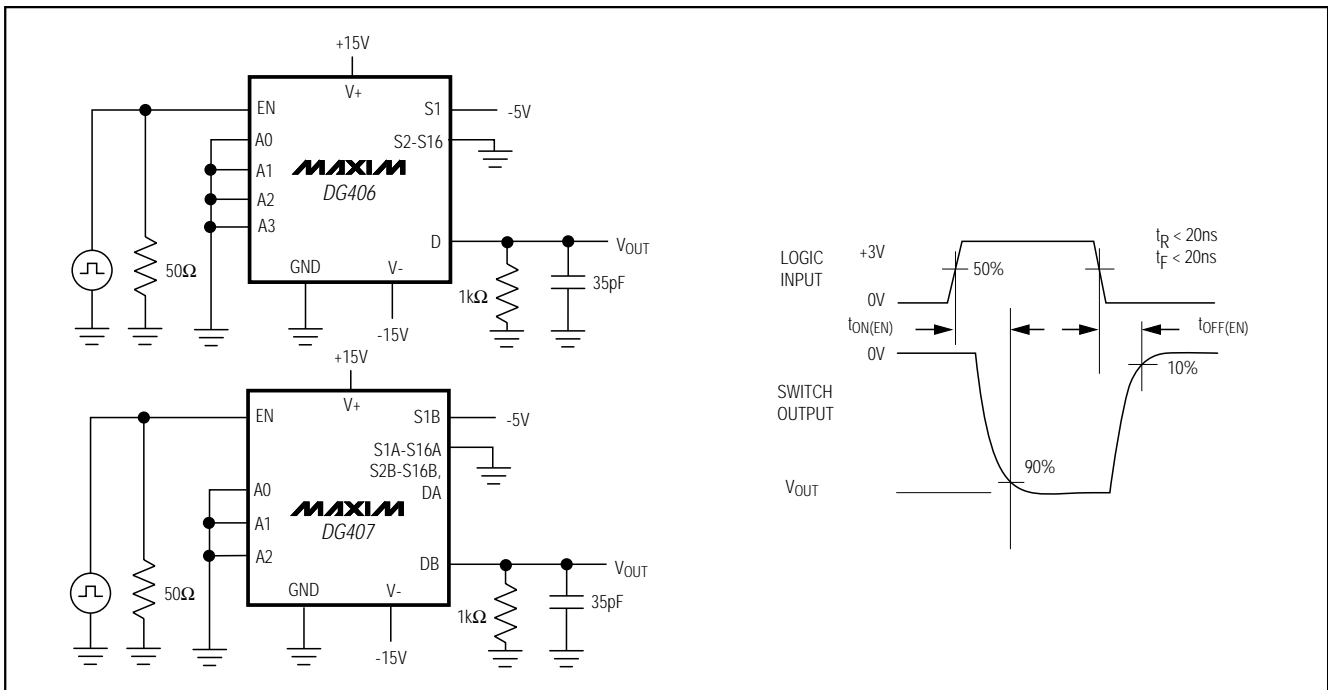 +15V
V+
EN
S1
-5V
A0
S2-S16
A1
MAXIM
A2
DG406
A3
D
VOUT
50Ω
GND
V-
1kΩ
35pF
-15V
+15V
V+
EN
S1B
-5V
S1A-S16A
S2B-S16B,
A0
DA
A1
MAXIM
DG407
A2
DB
VOUT
50Ω
GND
V-
1kΩ
35pF
-15V
LOGIC
INPUT
+3V
50%
0V
tR < 20ns
tF < 20ns
tON(EN)
tOFF(EN)
0V
10%
SWITCH
OUTPUT
90%
VOUT